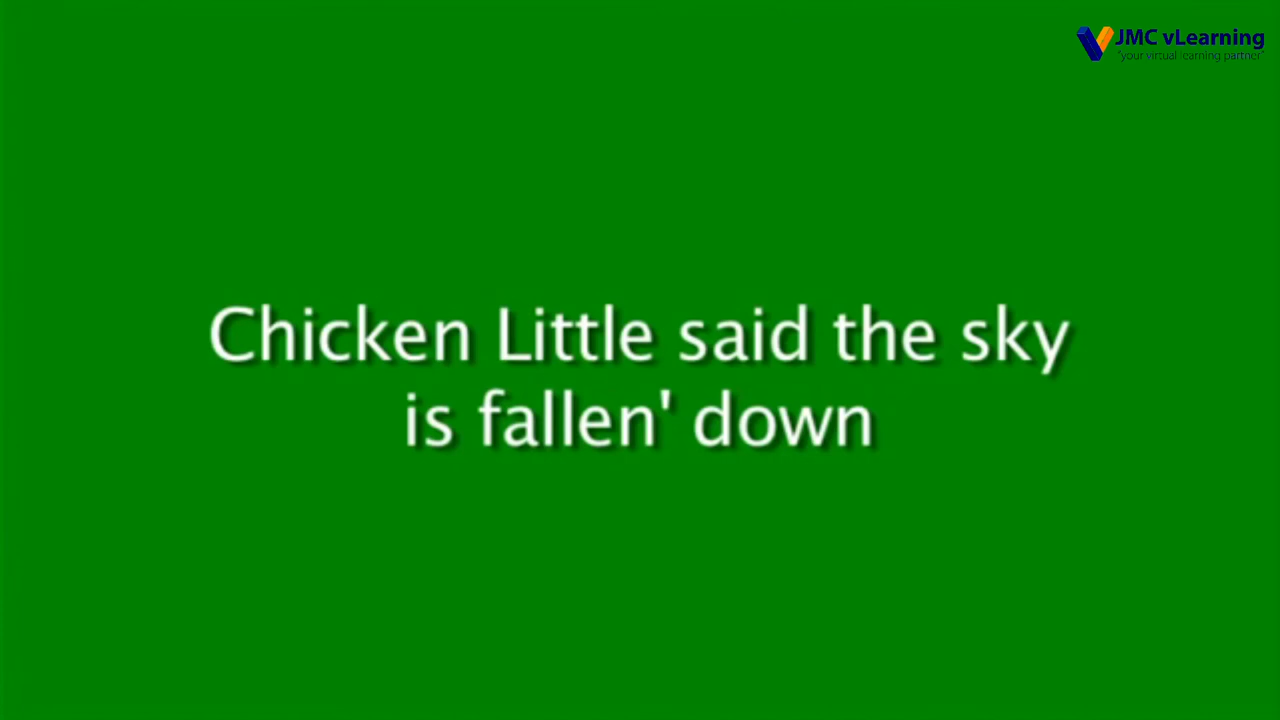 JMC vLearning
"your virtual learning partner"
Chicken Little said the sky
is fallen' down